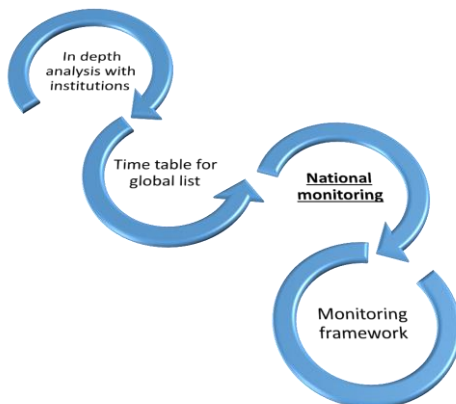 In depth
analysis with
institutions
Time table for
global list
National
monitoring
Monitoring
framework